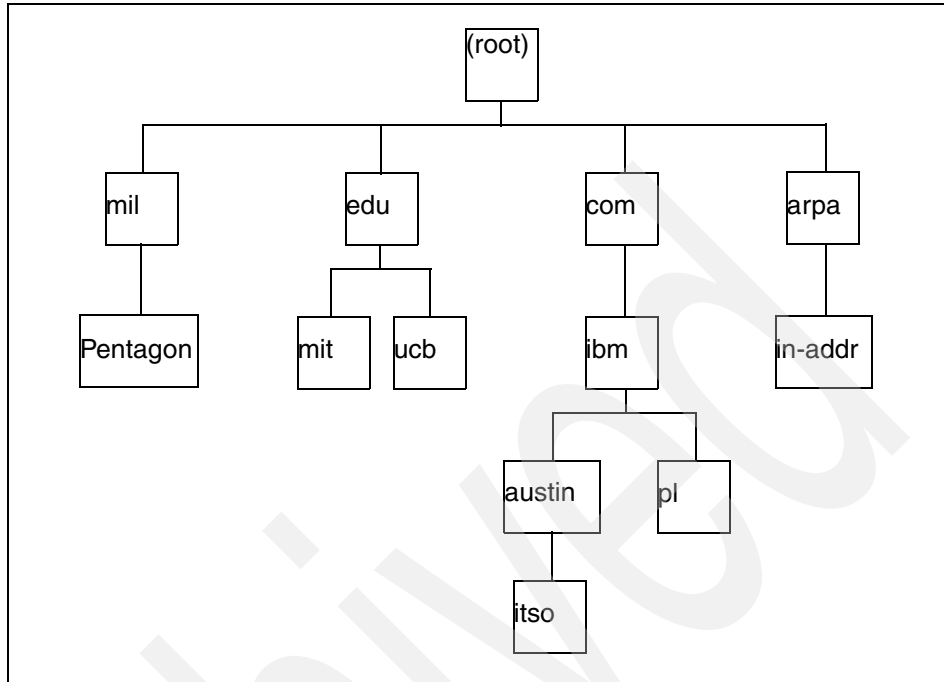 (root)
mil
edu
com
arpa
Pentagon
mit
ucb
ibm
in-addr
austin
pl
itso